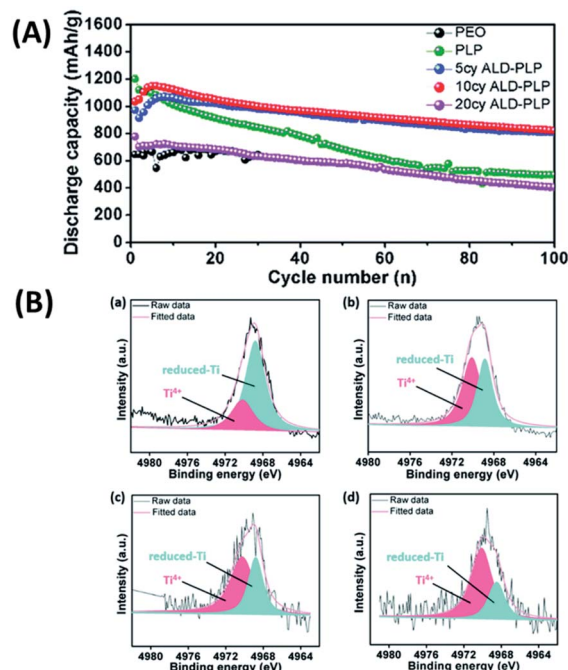 (A)
Discharge capacity (mAh/g)
1600
1400
1200
1000
800
600
400
200
0
0 20 40 60 80 100
Cycle number (n)
PEO
PLP
5cy ALD-PLP
10cy ALD-PLP
20cy ALD-PLP
(B)
(a)
Raw data
Fitted data
reduced-Ti
Ti⁴⁺
Intensity (a.u.)
4980 4976 4972 4968 4964
Binding energy (eV)
(b)
Raw data
Fitted data
reduced-Ti
Ti⁴⁺
Intensity (a.u.)
4980 4976 4972 4968 4964
Binding energy (eV)
(c)
Raw data
Fitted data
reduced-Ti
Ti⁴⁺
Intensity (a.u.)
4980 4976 4972 4968 4964
Binding energy (eV)
(d)
Raw data
Fitted data
reduced-Ti
Ti⁴⁺
Intensity (a.u.)
4980 4976 4972 4968 4964
Binding energy (eV)